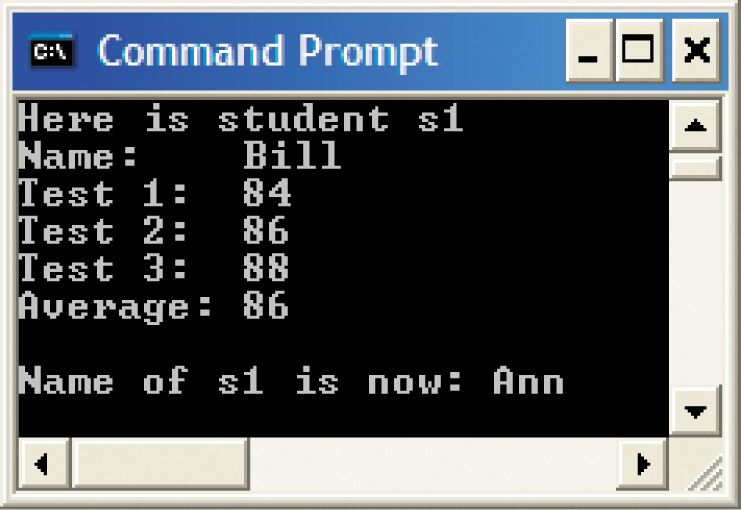 C:\ Command Prompt
Here is student s1
Name:     Bill
Test 1:  84
Test 2:  86
Test 3:  88
Average: 86
Name of s1 is now: Ann